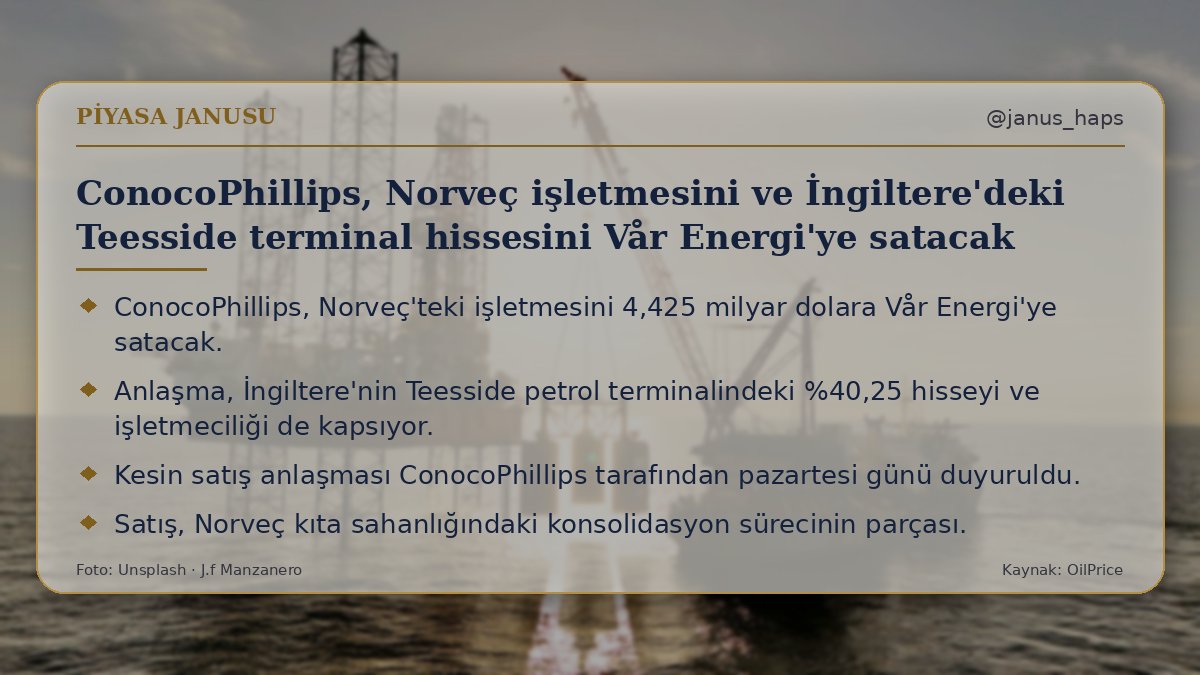 PİYASA JANUSU
@janus_haps
ConocoPhillips, Norveç işletmesini ve İngiltere'deki
Teesside terminal hissesini Vår Energi'ye satacak
ConocoPhillips, Norveç'teki işletmesini 4,425 milyar dolara Vår Energi'ye
satacak.
Anlaşma, İngiltere'nin Teesside petrol terminalindeki %40,25 hisseyi ve
işletmeciliği de kapsıyor.
Kesin satış anlaşması ConocoPhillips tarafından pazartesi günü duyuruldu.
Satış, Norveç kıta sahanlığındaki konsolidasyon sürecinin parçası.
Foto: Unsplash · J.f Manzanero
Kaynak: OilPrice